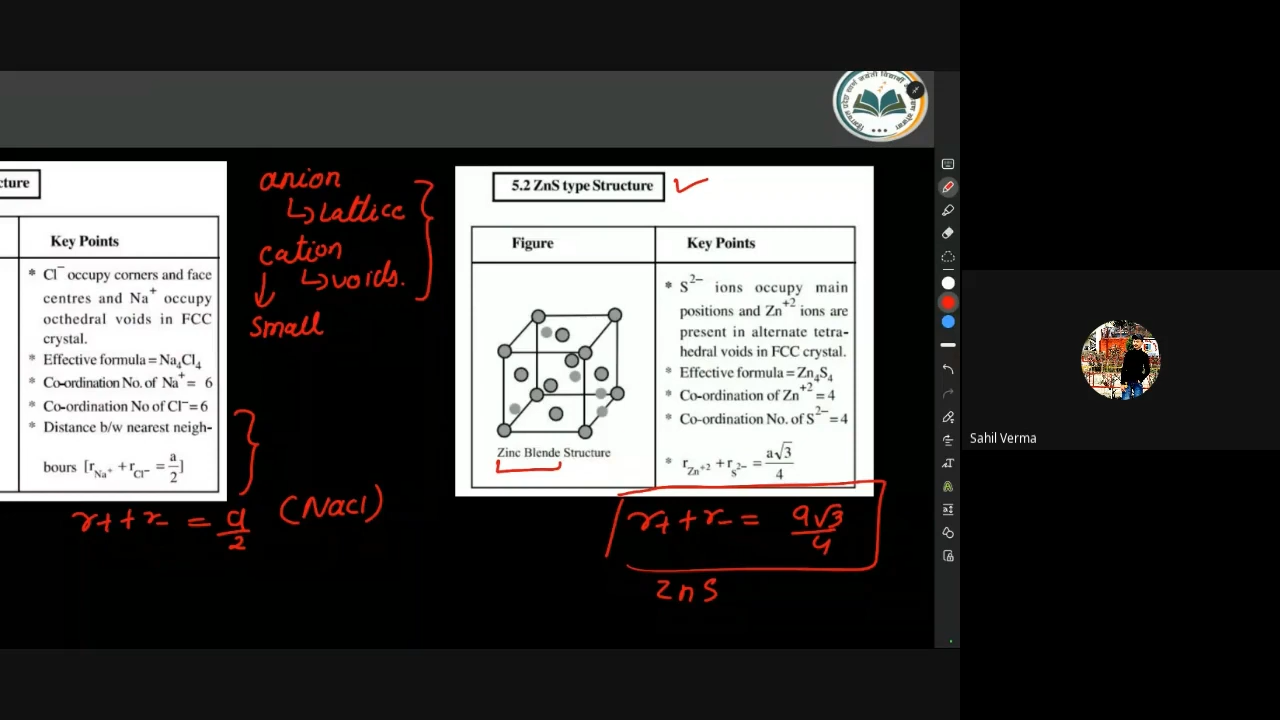 cture
Key Points
* Cl⁻ occupy corners and face
centres and Na⁺ occupy
octhedral voids in FCC
crystal.
* Effective formula = Na₄Cl₄
* Co-ordination No. of Na⁺ = 6
* Co-ordination No of Cl⁻ = 6
* Distance b/w nearest neigh-
bours [r_Na⁺ + r_Cl⁻ = a/2]
r+ + r- = a/2 (NaCl)
anion
↳ Lattice
cation
↳ voids.
↓
Small
5.2 ZnS type Structure ✓
Figure
Key Points
Zinc Blende Structure
* S²⁻ ions occupy main
positions and Zn⁺² ions are
present in alternate tetra-
hedral voids in FCC crystal.
* Effective formula = Zn₄S₄
* Co-ordination of Zn⁺² = 4
* Co-ordination No. of S²⁻ = 4
* r_Zn⁺² + r_S²⁻ = a√3/4
r+ + r- = a√3/4
ZnS
Sahil Verma